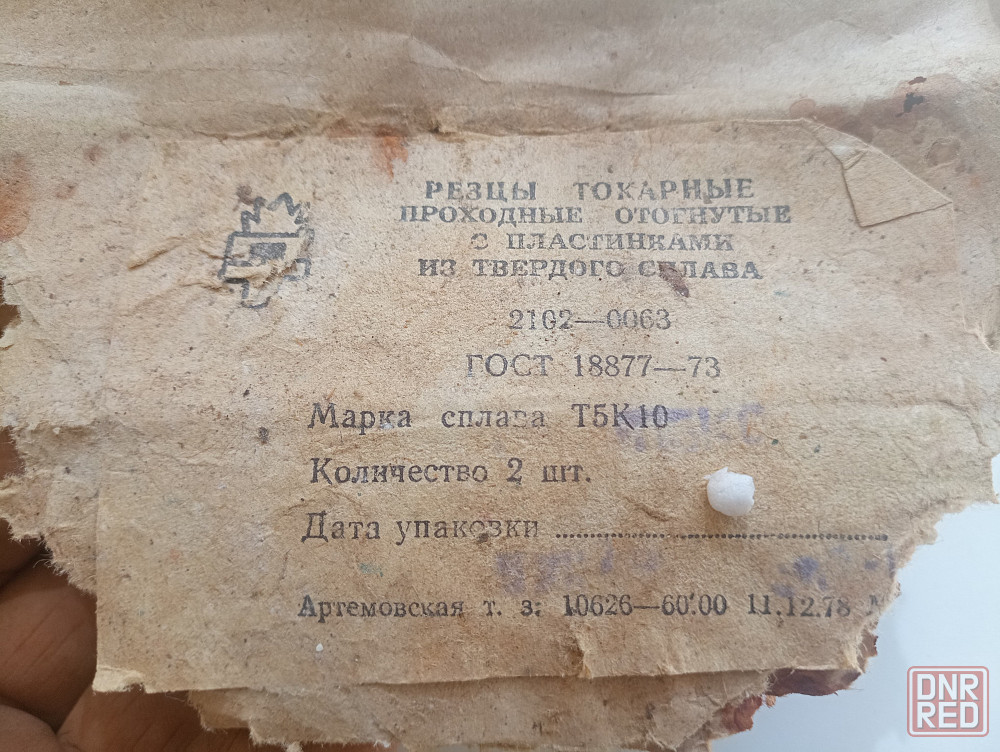 РЕЗЦЫ ТОКАРНЫЕ
ПРОХОДНЫЕ ОТОГНУТЫЕ
С ПЛАСТИНКАМИ
ИЗ ТВЕРДОГО СПЛАВА
2102—0063
ГОСТ 18877—73
Марка сплава Т5К10
Количество 2 шт.
Дата упаковки
Артемовская т. з: 10626—60.00 11.12.78
DNR
RED